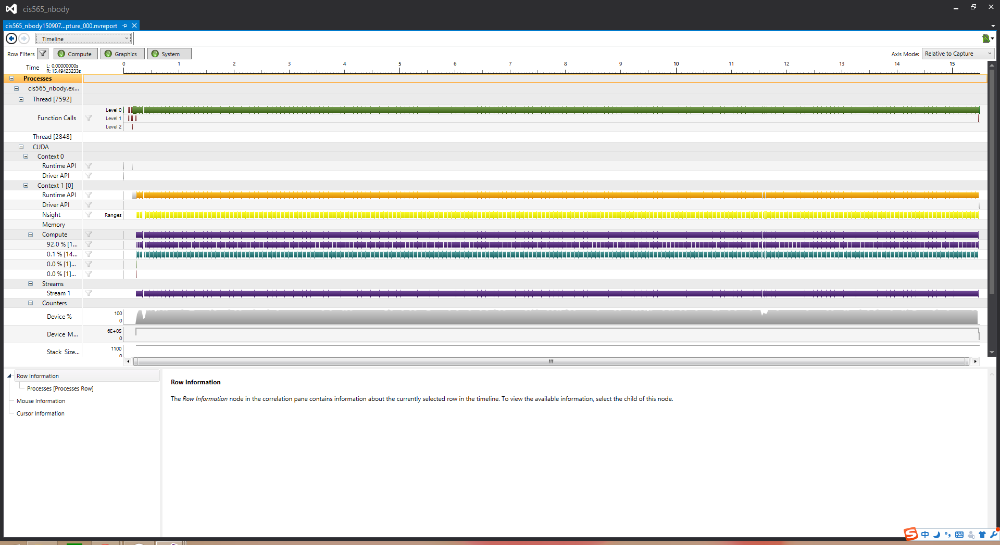 cis565_nbody
cis565_nbody150907...pture_000.nvreport
Timeline
Row Filters Compute Graphics System Axis Mode: Relative to Capture
Time L: 0.00000000s
R: 15.49423233s
0 1 2 3 4 5 6 7 8 9 10 11 12 13 14 15
Processes
cis565_nbody.ex...
Thread [7592]
Level 0
Function Calls Level 1
Level 2
Thread [2848]
CUDA
Context 0
Runtime API
Driver API
Context 1 [0]
Runtime API
Driver API
Nsight Ranges
Memory
Compute
92.0 % [1...
0.1 % [14...
0.0 % [1]...
0.0 % [1]...
Streams
Stream 1
Counters
Device % 100
0
Device M... 6E+05
0
Stack Size... 1100
0
Row Information
Processes [Processes Row]
Mouse Information
Cursor Information
Row Information
The Row Information node in the correlation pane contains information about the currently selected row in the timeline. To view the available information, select the child of this node.
S 中